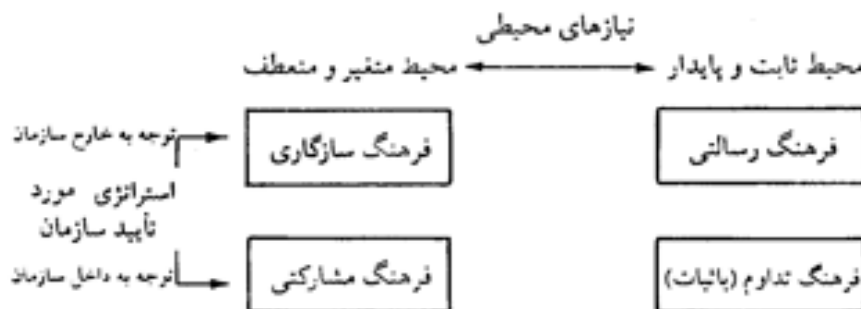 نیازهای محیطی
محیط ثابت و پایدار
محیط متغیر و منعطف
توجه به خارج سازمان
فرهنگ رسالتی
فرهنگ سازگاری
استراتژی مورد
تأیید سازمان
توجه به داخل سازمان
فرهنگ تداوم (باثبات)
فرهنگ مشارکتی